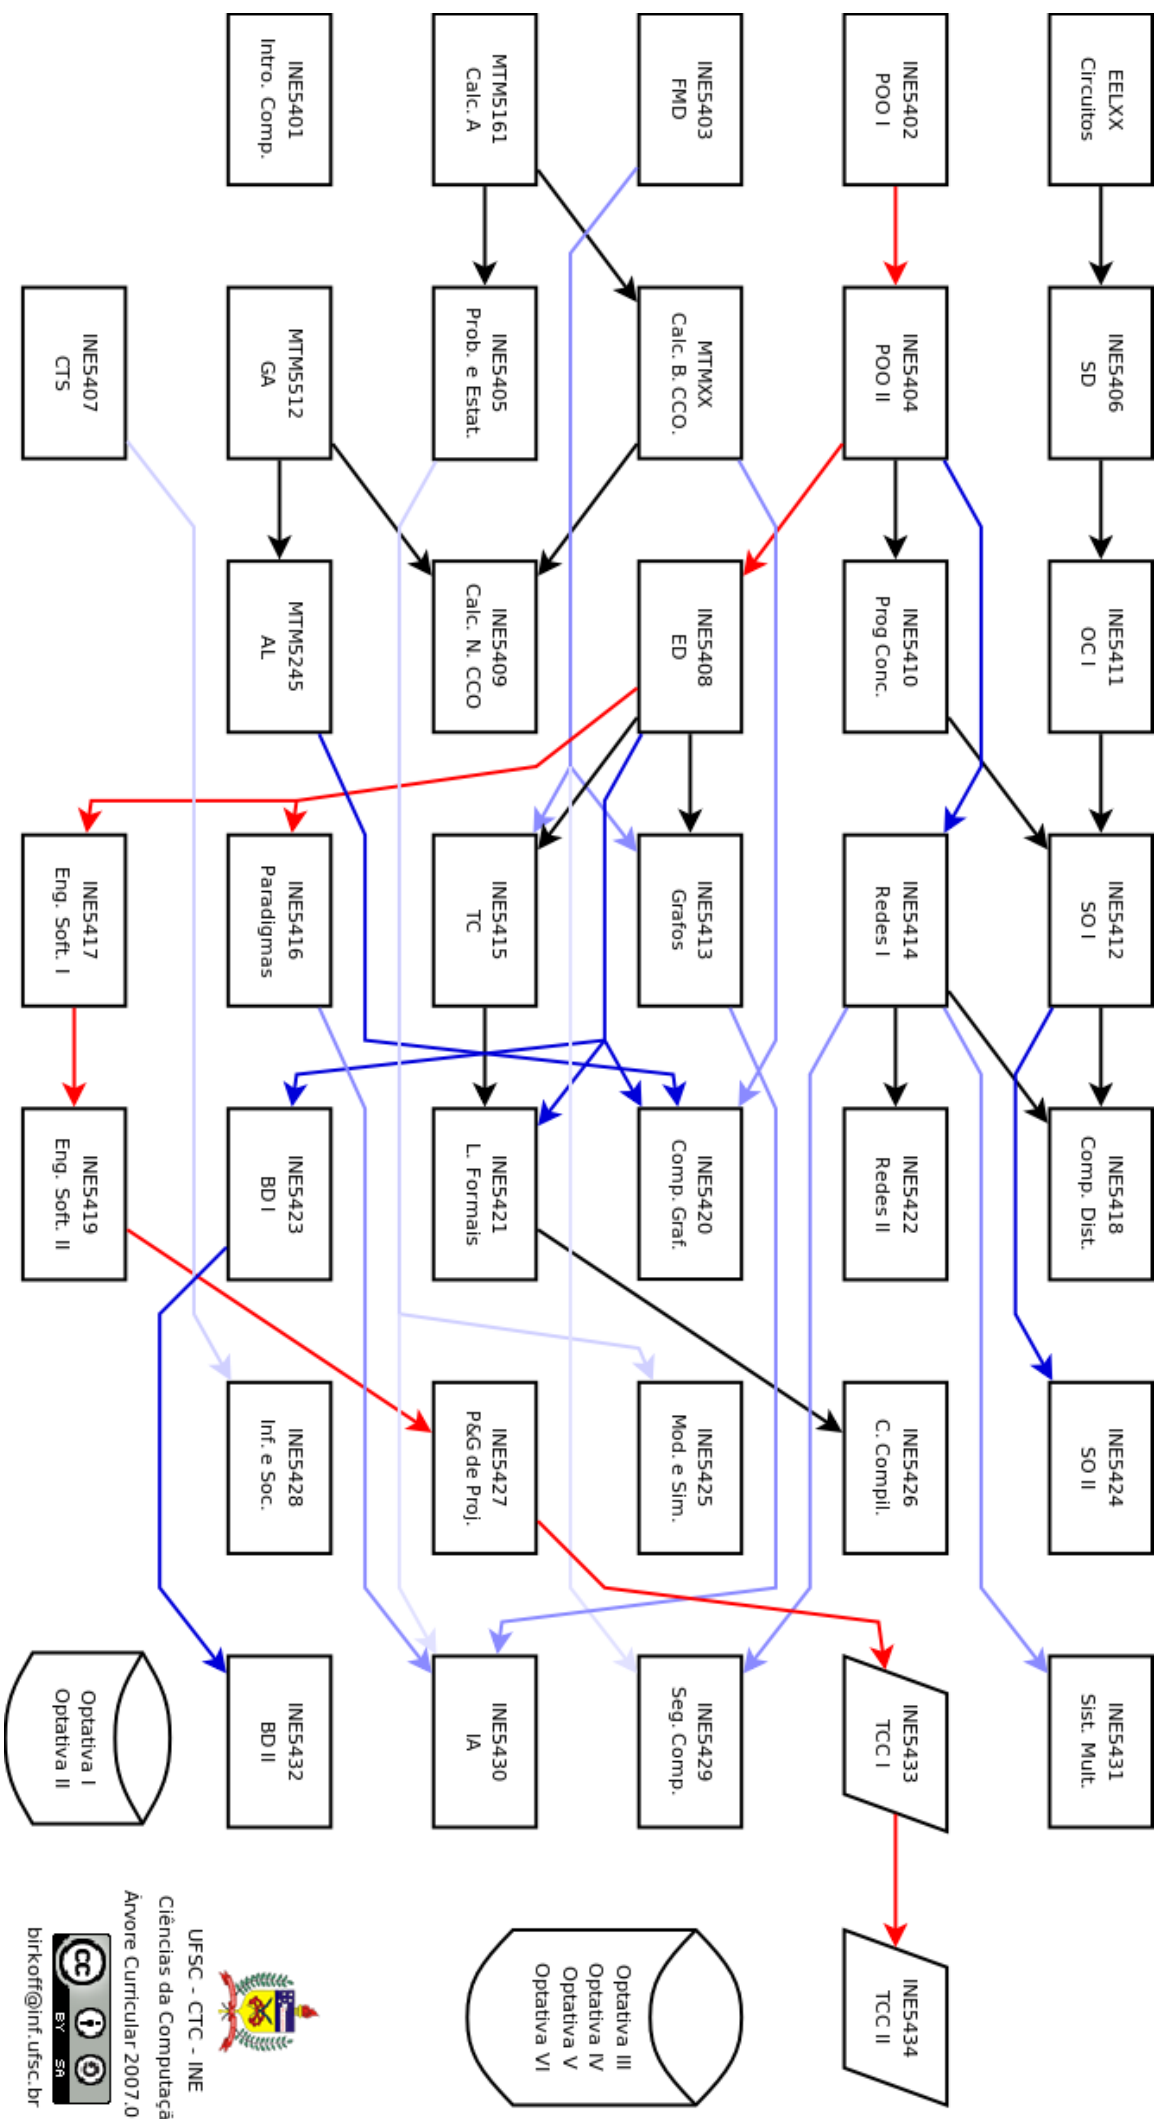 EELXX
Circuitos
INE5406
SD
INE5411
OC I
INE5412
SO I
INE5418
Comp. Dist.
INE5424
SO II
INE5431
Sist. Mult.
INE5402
POO I
INE5404
POO II
INE5410
Prog Conc.
INE5414
Redes I
INE5422
Redes II
INE5426
C. Compil.
INE5433
TCC I
INE5434
TCC II
INE5403
FMD
MTMXX
Calc. B. CCO.
INE5408
ED
INE5413
Grafos
INE5420
Comp. Graf.
INE5425
Mod. e Sim.
INE5429
Seg. Comp.
Optativa III
Optativa IV
Optativa V
Optativa VI
MTM5161
Calc. A
INE5405
Prob. e Estat.
INE5409
Calc. N. CCO
INE5415
TC
INE5421
L. Formais
INE5427
P&G de Proj.
INE5430
IA
INE5401
Intro. Comp.
MTM5512
GA
MTM5245
AL
INE5416
Paradigmas
INE5423
BD I
INE5428
Inf. e Soc.
INE5432
BD II
INE5407
CTS
INE5417
Eng. Soft. I
INE5419
Eng. Soft. II
Optativa I
Optativa II
UFSC - CTC - INE
Ciências da Computaçã
Árvore Curricular 2007.0
cc
BY SA
birkoff@inf.ufsc.br